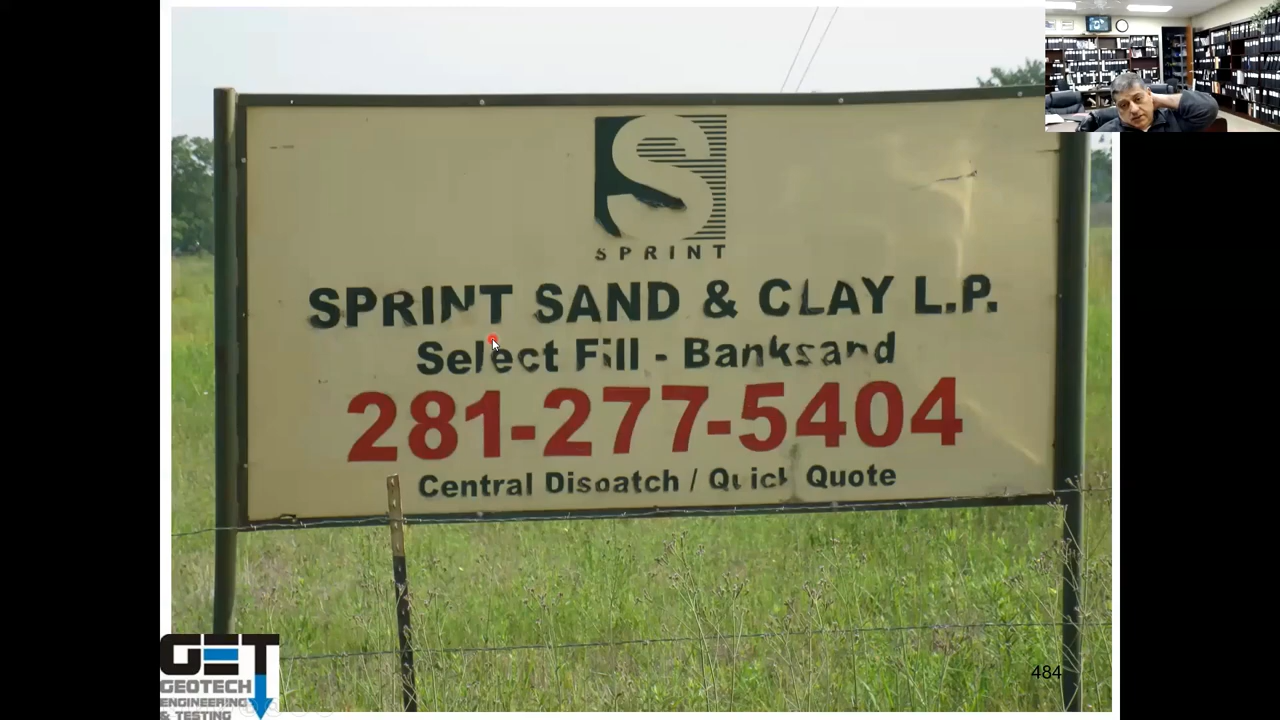 S
SPRINT
SPRINT SAND & CLAY L.P.
Select Fill - Banksand
281-277-5404
Central Dispatch / Quick Quote
484
GET
GEOTECH
ENGINEERING
& TESTING